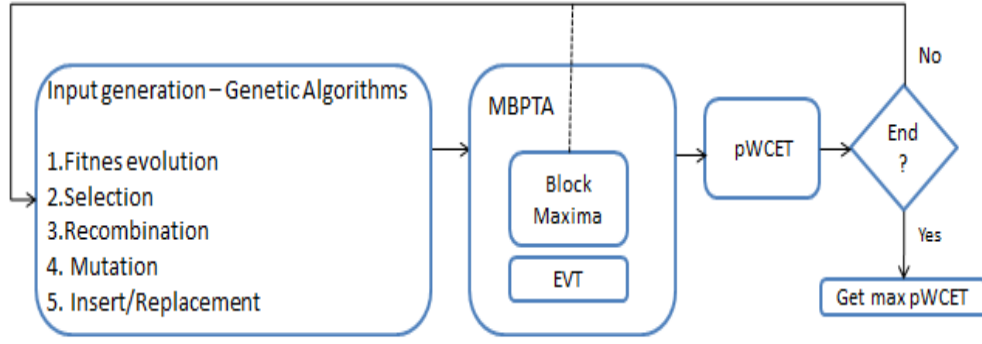 Input generation – Genetic Algorithms
1.Fitnes evolution
2.Selection
3.Recombination
4. Mutation
5. Insert/Replacement
MBPTA
Block
Maxima
EVT
pWCET
End
?
No
Yes
Get max pWCET